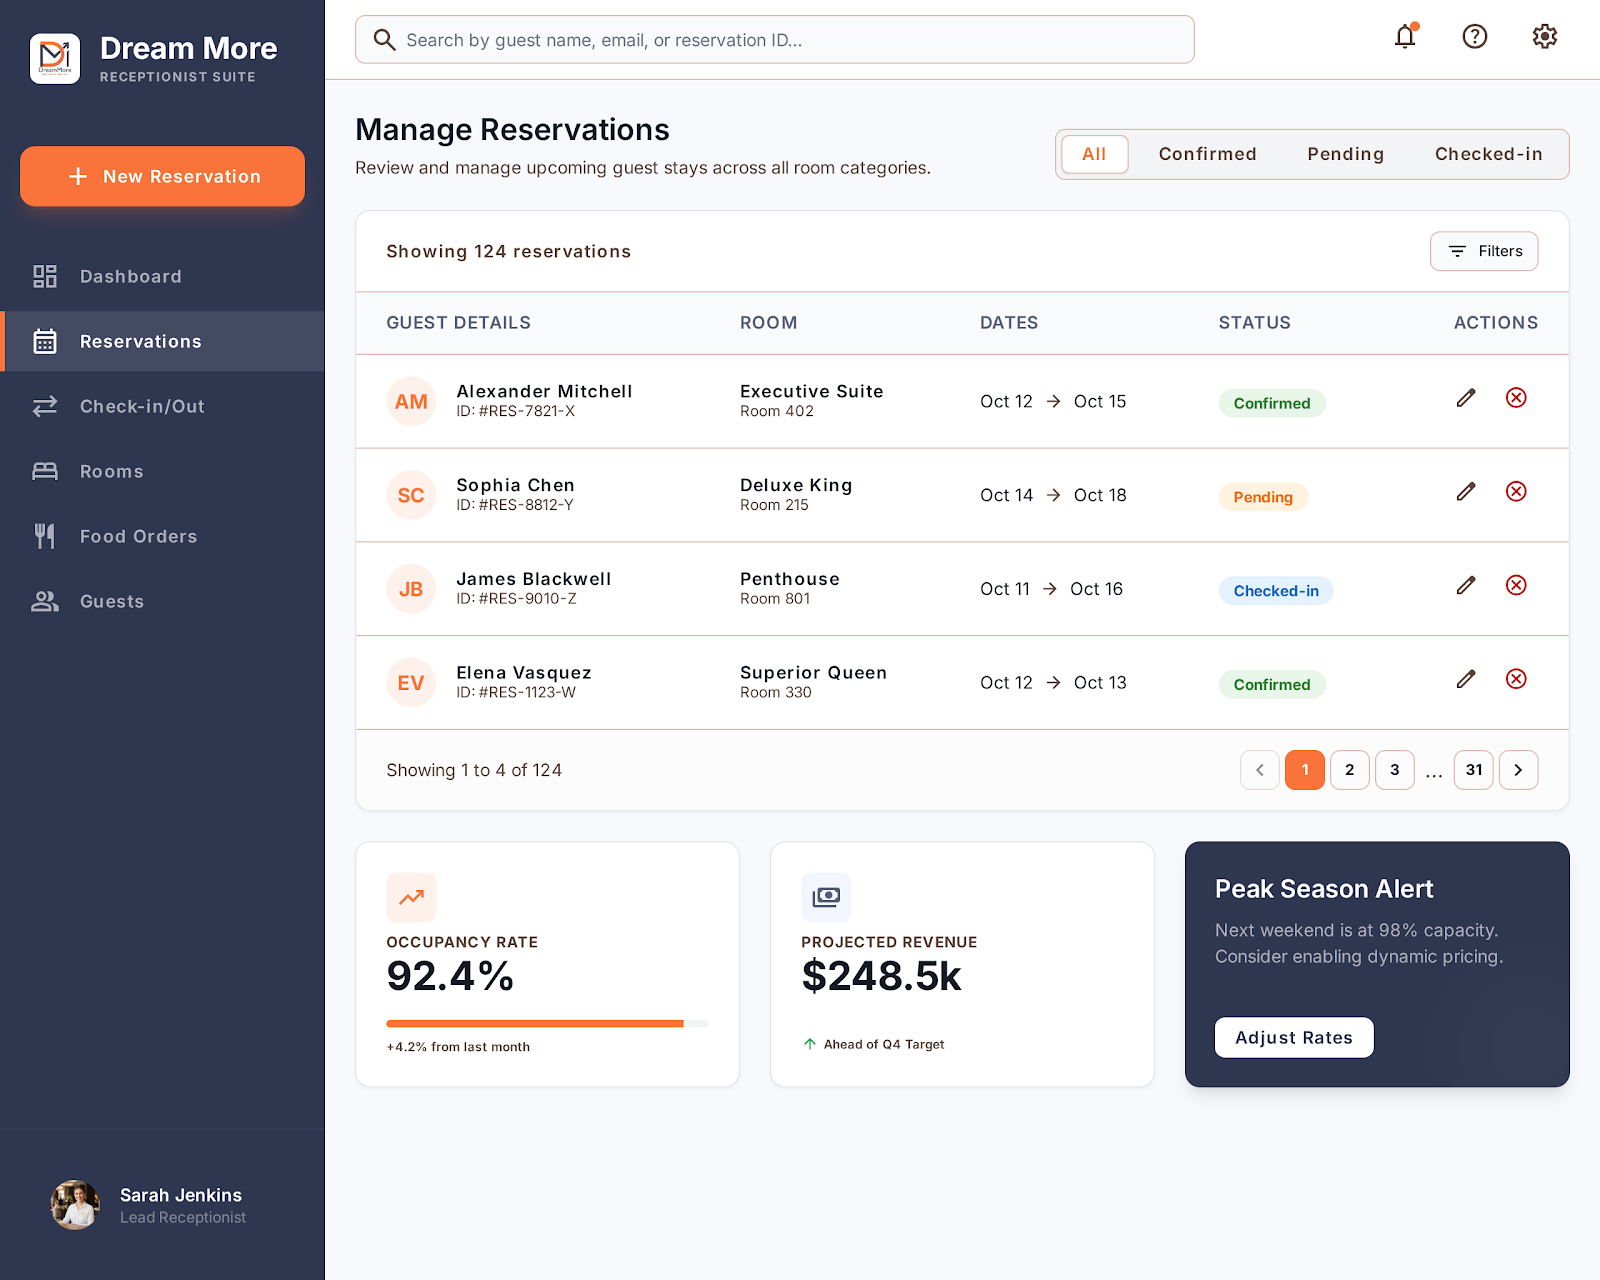 DreamMore
Dream More
RECEPTIONIST SUITE
New Reservation
Dashboard
Reservations
Check-in/Out
Rooms
Food Orders
Guests
Sarah Jenkins
Lead Receptionist
Search by guest name, email, or reservation ID...
Manage Reservations
Review and manage upcoming guest stays across all room categories.
All Confirmed Pending Checked-in
Showing 124 reservations
Filters
GUEST DETAILS ROOM DATES STATUS ACTIONS
AM Alexander Mitchell Executive Suite Oct 12 → Oct 15 Confirmed
ID: #RES-7821-X Room 402
SC Sophia Chen Deluxe King Oct 14 → Oct 18 Pending
ID: #RES-8812-Y Room 215
JB James Blackwell Penthouse Oct 11 → Oct 16 Checked-in
ID: #RES-9010-Z Room 801
EV Elena Vasquez Superior Queen Oct 12 → Oct 13 Confirmed
ID: #RES-1123-W Room 330
Showing 1 to 4 of 124
1 2 3 ... 31
OCCUPANCY RATE
92.4%
+4.2% from last month
PROJECTED REVENUE
$248.5k
Ahead of Q4 Target
Peak Season Alert
Next weekend is at 98% capacity.
Consider enabling dynamic pricing.
Adjust Rates